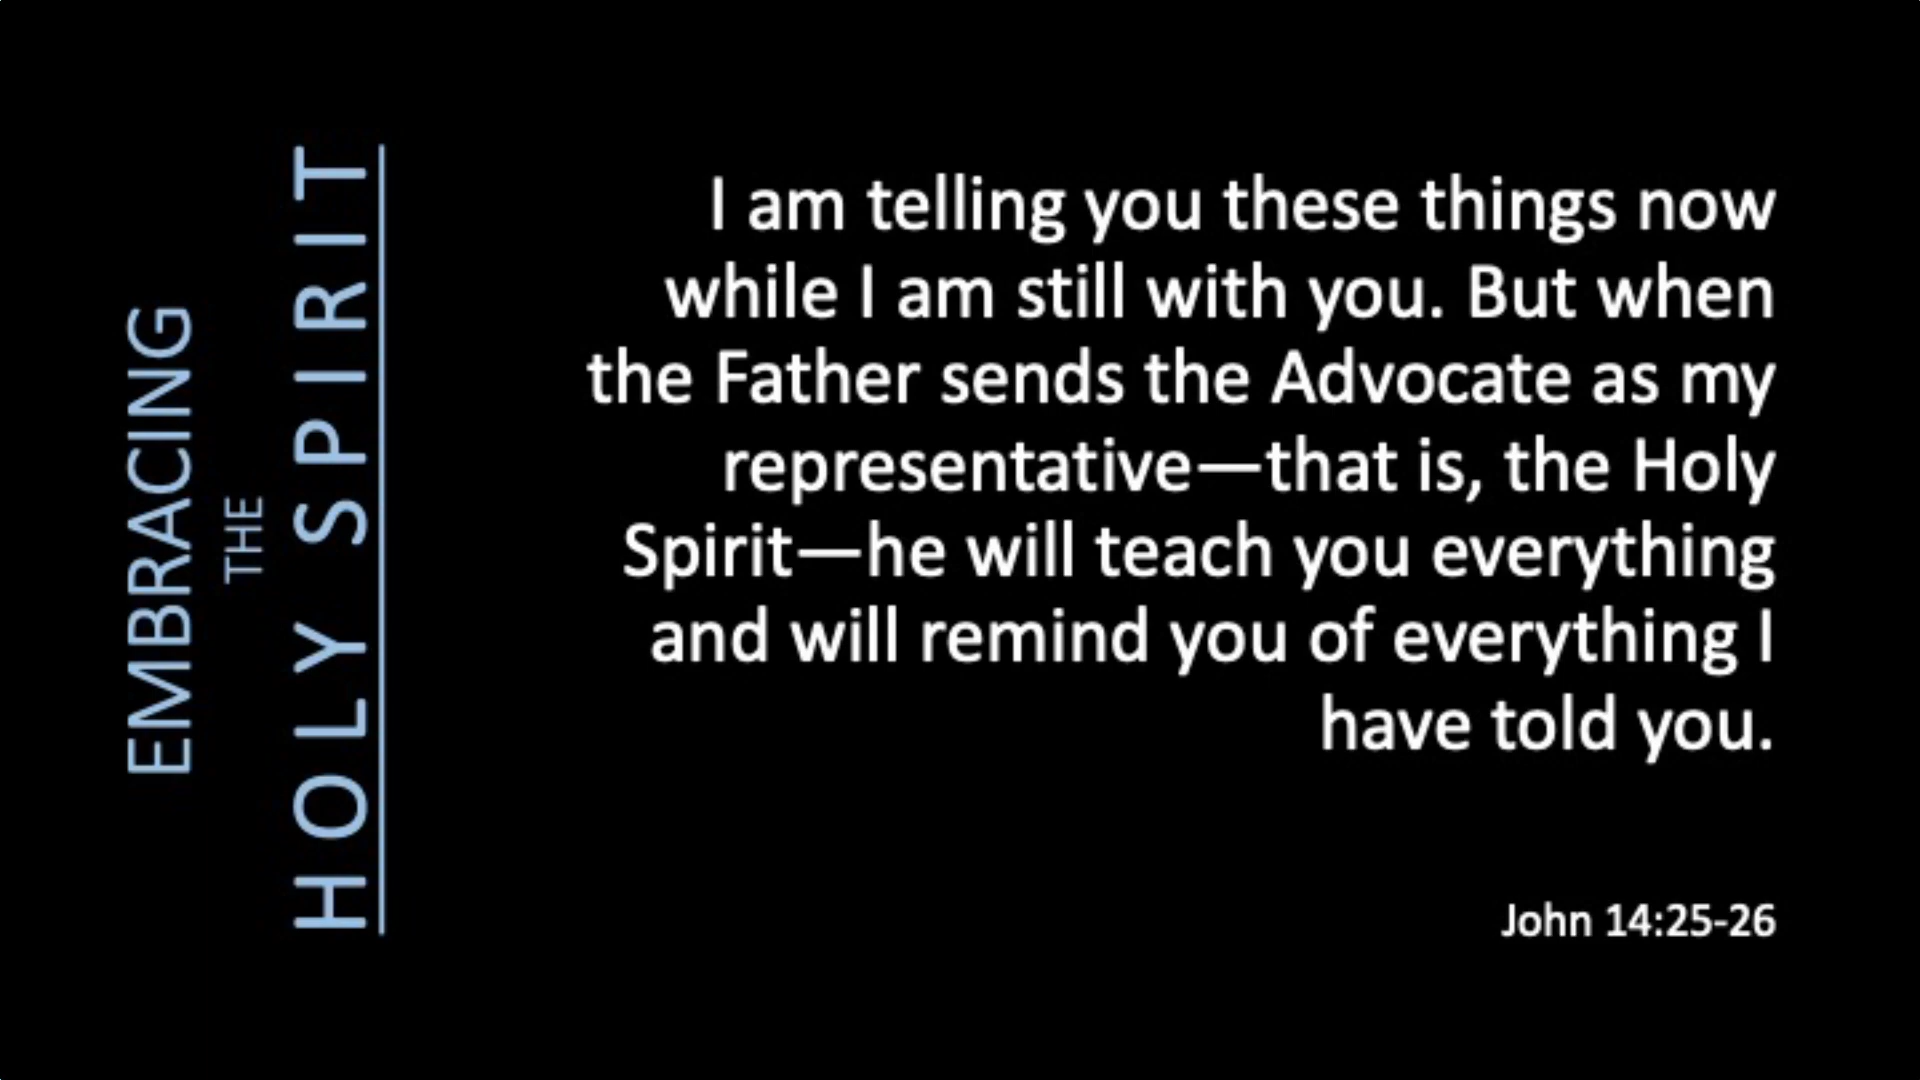 EMBRACING
THE
HOLY SPIRIT
I am telling you these things now
while I am still with you. But when
the Father sends the Advocate as my
representative—that is, the Holy
Spirit—he will teach you everything
and will remind you of everything I
have told you.
John 14:25-26